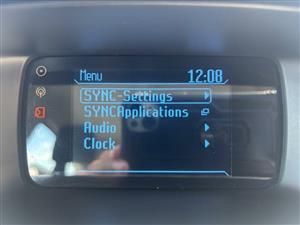 Menu 12:08
SYNC-Settings
SYNCApplications
Audio
Clock